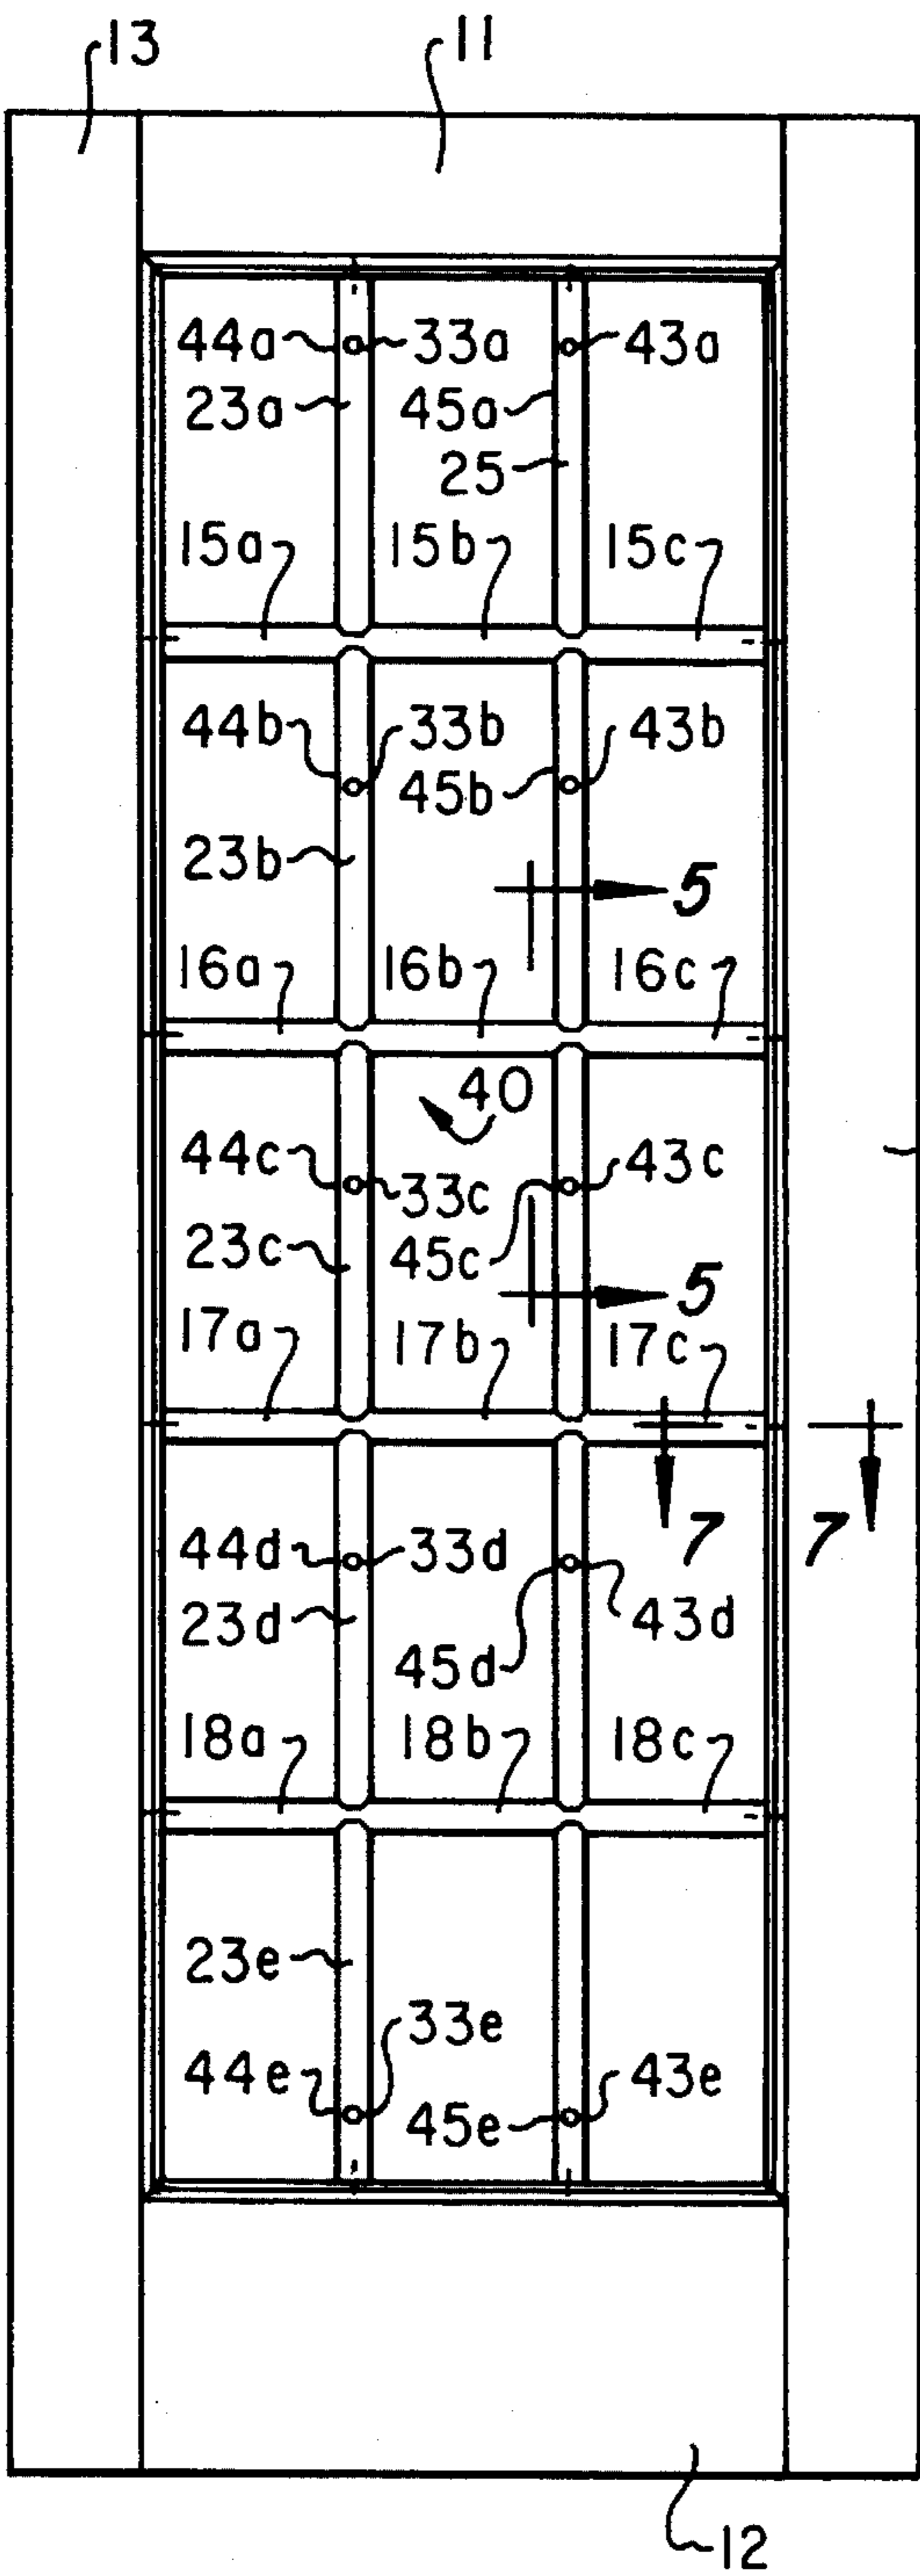 13 11
44a 33a 43a
23a 45a
25
15a 15b 15c
44b 33b 43b
45b
23b 5
16a 16b 16c
40
44c 33c 43c
23c 45c
5
17a 17b 17c
7 7
44d 33d
23d 43d
45d
18a 18b 18c
23e
33e
44e 45e 43e
12